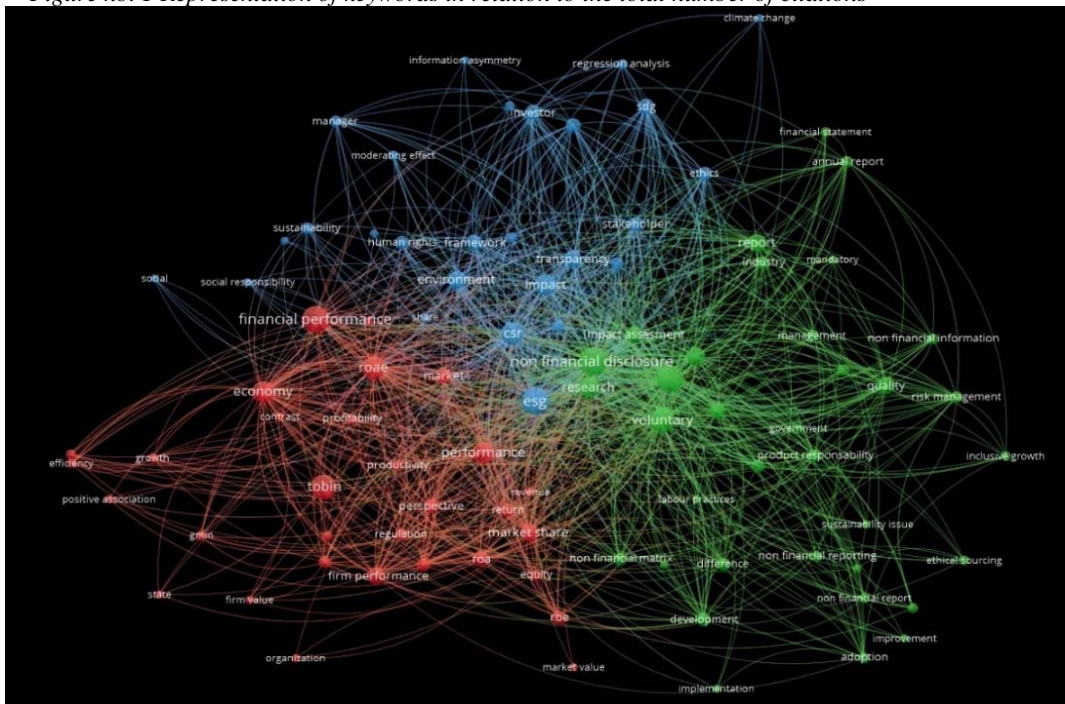 Figure no. 1 Representation of keywords in relation to the total number of citations
climate change
information asymmetry
regression analysis
investor
sdg
manager
financial statement
moderating effect
annual report
ethics
sustainability
stakeholder
human rights
framework
report
transparency
industry
mandatory
social
social responsibility
environment
impact
financial performance
share
csr
impact assesment
management
non financial information
roae
non financial disclosure
market
research
quality
economy
esg
risk management
contrast
profitability
voluntary
government
performance
product responsability
inclusive growth
efficiency
growth
productivity
tobin
revenue
labour practices
positive association
perspective
return
sustainability issue
gmm
regulation
market share
roa
non financial matrix
difference
non financial reporting
ethical sourcing
firm performance
equity
state
firm value
non financial report
roe
development
improvement
organization
market value
adoption
implementation